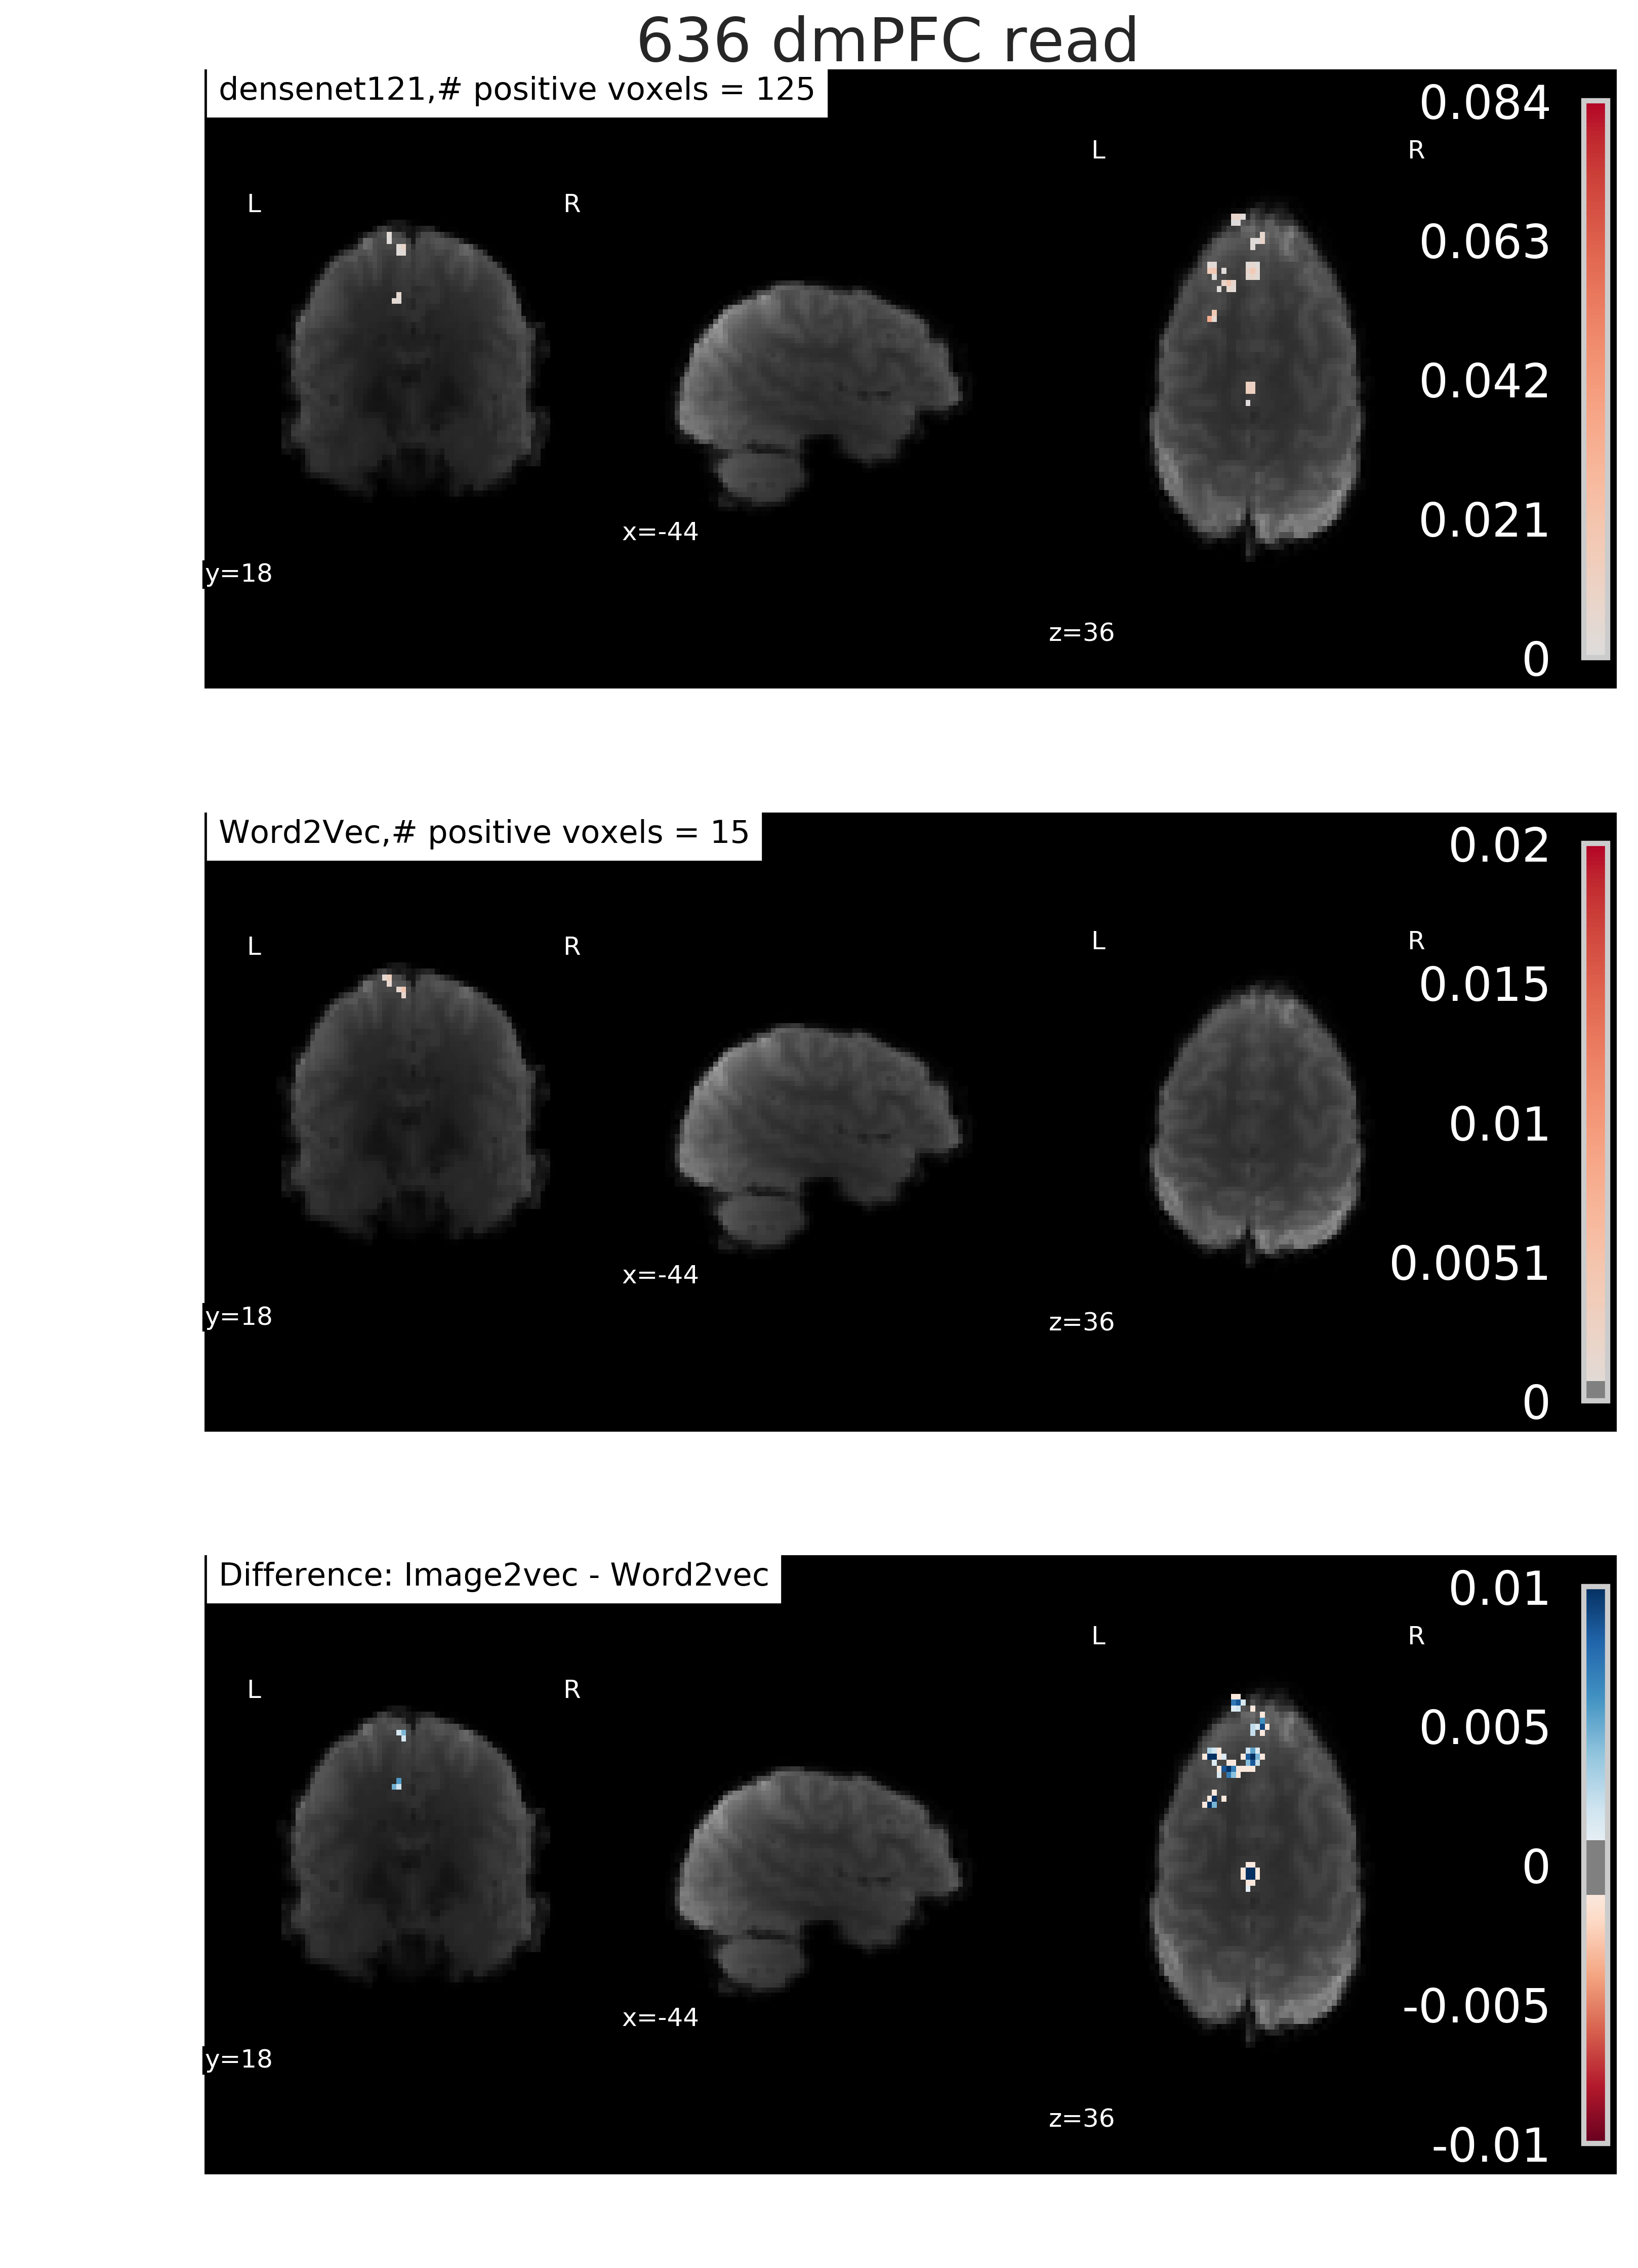 636 dmPFC read
densenet121,# positive voxels = 125
0.084
L R
L R
0.063
0.042
0.021
x=-44
y=18
z=36
0
Word2Vec,# positive voxels = 15
0.02
L R
L R
0.015
0.01
0.0051
x=-44
y=18
z=36
0
Difference: Image2vec - Word2vec
0.01
L R
L R
0.005
0
-0.005
x=-44
y=18
z=36
-0.01